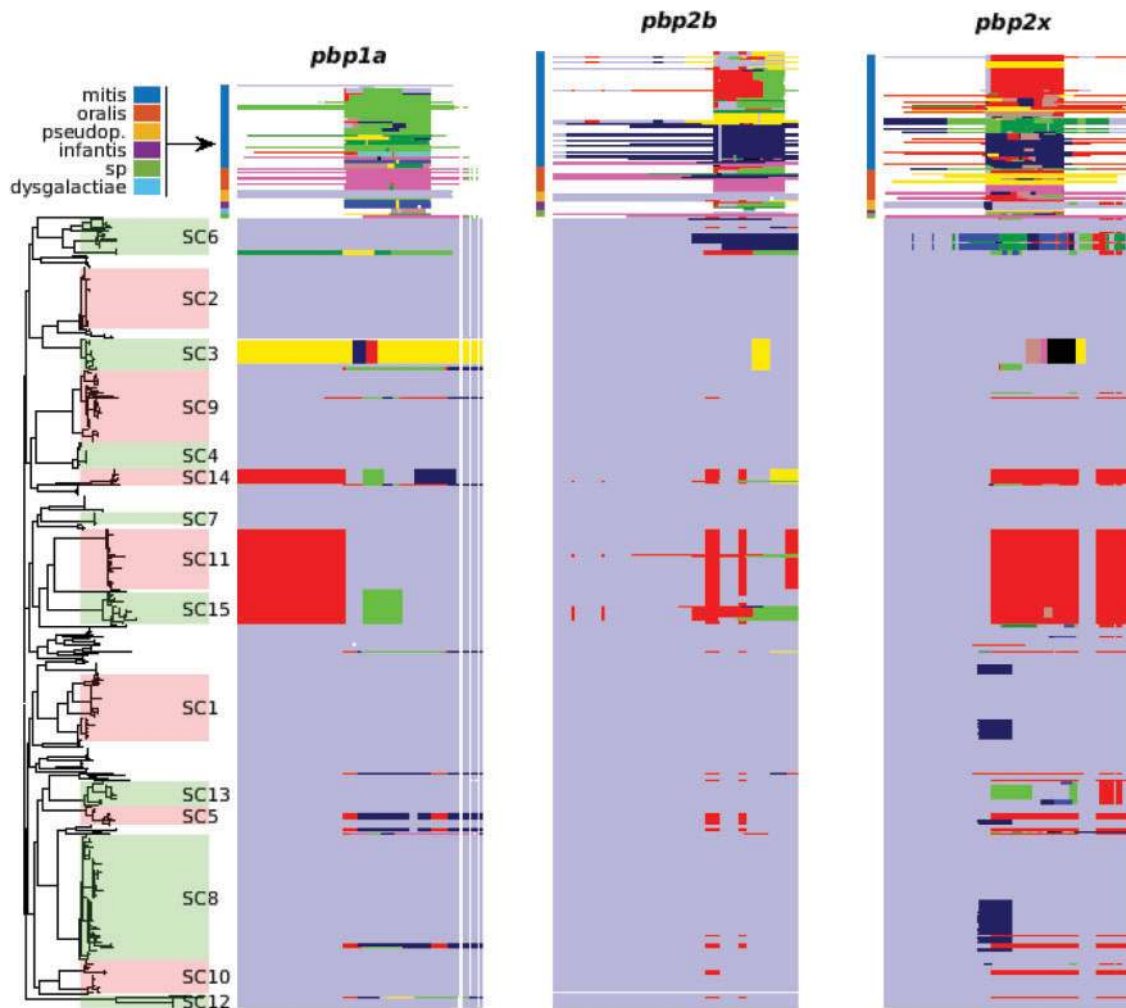 pbp1a
pbp2b
pbp2x
mitis
oralis
pseudop.
infantis
sp
dysgalactiae
SC6
SC2
SC3
SC9
SC4
SC14
SC7
SC11
SC15
SC1
SC13
SC5
SC8
SC10
SC12